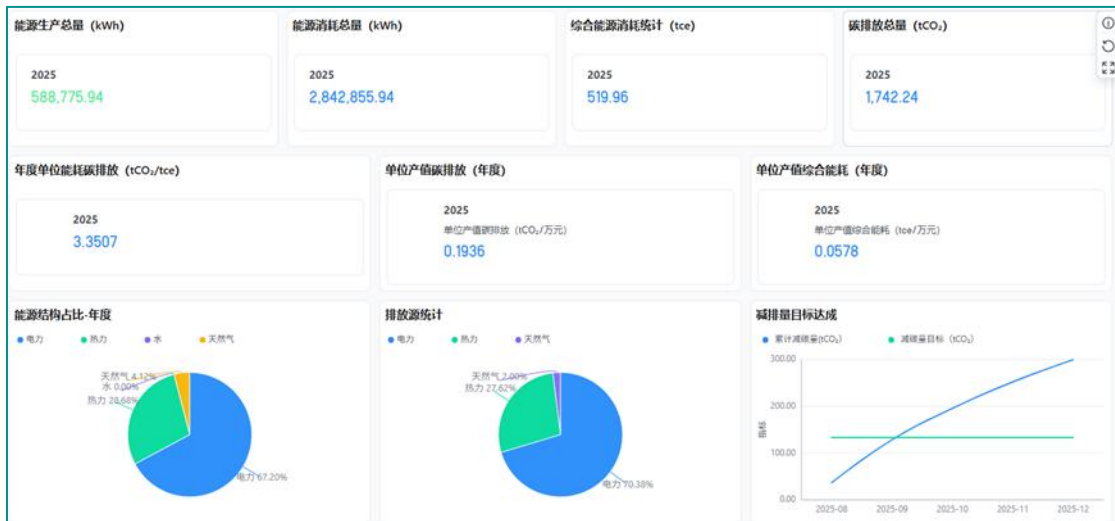 能源生产总量 (kWh)
能源消耗总量 (kWh)
综合能源消耗统计 (tce)
碳排放总量 (tCO₂)
2025
588,775.94
2025
2,842,855.94
2025
519.96
2025
1,742.24
年度单位能耗碳排放 (tCO₂/tce)
单位产值碳排放 (年度)
单位产值综合能耗 (年度)
2025
3.3507
2025
单位产值碳排放 (tCO₂/万元)
0.1936
2025
单位产值综合能耗 (tce/万元)
0.0578
能源结构占比-年度
电力 热力 水 天然气
天然气 4.12%
水 0.00%
热力 28.68%
电力 67.20%
排放源统计
电力 热力 天然气
天然气 2.00%
热力 27.62%
电力 70.38%
减排量目标达成
累计减碳量(tCO₂) 减碳量目标 (tCO₂)
300.00
200.00
指标
100.00
0.00
2025-08 2025-09 2025-10 2025-11 2025-12